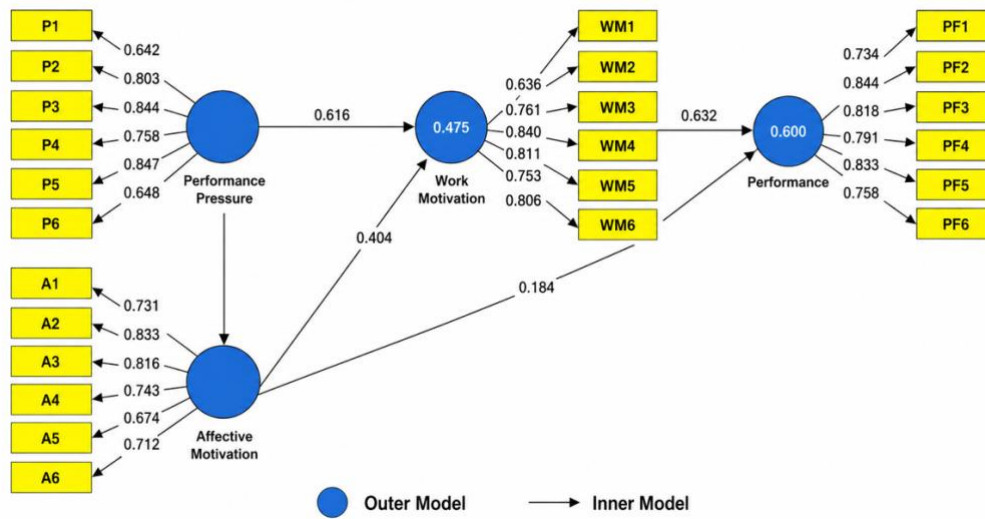 P1
P2
P3
P4
P5
P6
0.642
0.803
0.844
0.758
0.847
0.648
Performance
Pressure
0.616
0.475
Work
Motivation
WM1
WM2
WM3
WM4
WM5
WM6
0.636
0.761
0.840
0.811
0.753
0.806
0.632
0.600
Performance
PF1
PF2
PF3
PF4
PF5
PF6
0.734
0.844
0.818
0.791
0.833
0.758
0.404
0.184
A1
A2
A3
A4
A5
A6
0.731
0.833
0.816
0.743
0.674
0.712
Affective
Motivation
Outer Model
Inner Model